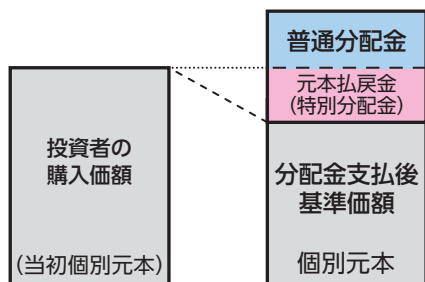 投資者の
購入価額
(当初個別元本)
普通分配金
元本払戻金
(特別分配金)
分配金支払後
基準価額
個別元本